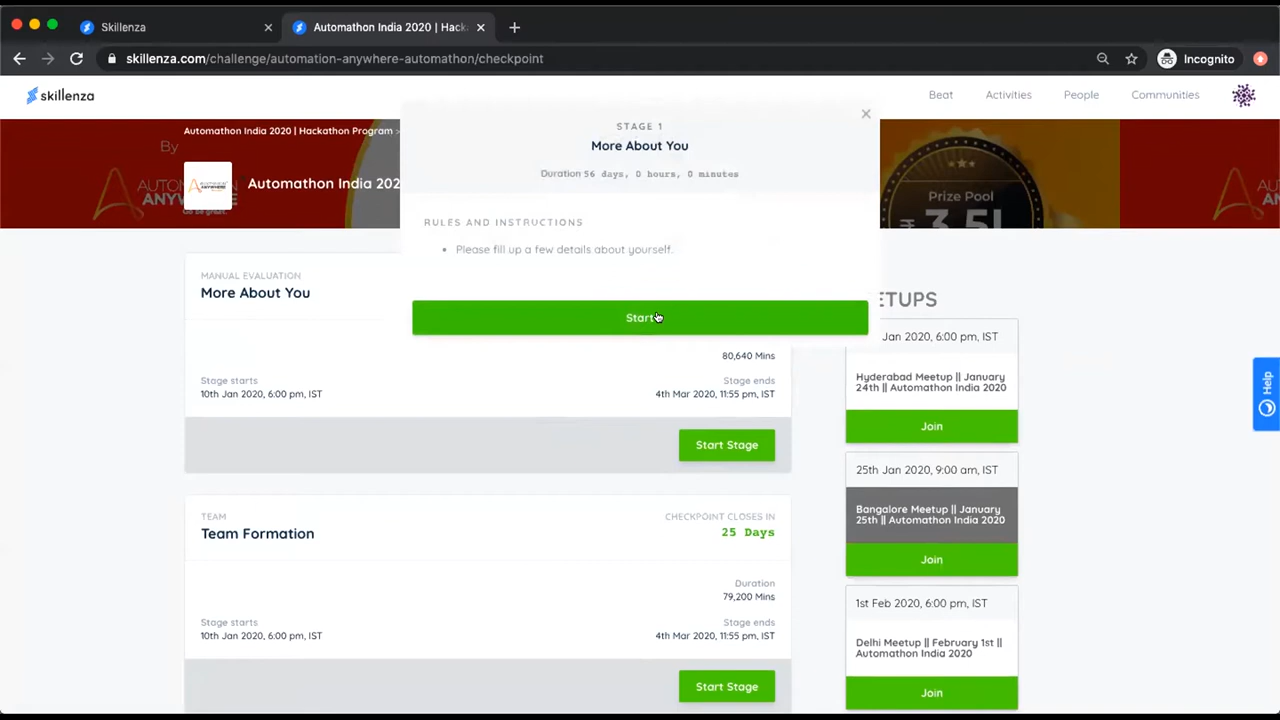 Skillenza
Automathon India 2020 | Hack
skillenza.com/challenge/automation-anywhere-automathon/checkpoint
Incognito
skillenza
Beat
Activities
People
Communities
Automathon India 2020 | Hackathon Program >
By
Automathon India 202
Go be great.
Prize Pool
₹ 3.5L
STAGE 1
More About You
Duration 56 days, 0 hours, 0 minutes
RULES AND INSTRUCTIONS
• Please fill up a few details about yourself.
Start
MANUAL EVALUATION
More About You
80,640 Mins
Stage starts
10th Jan 2020, 6:00 pm, IST
Stage ends
4th Mar 2020, 11:55 pm, IST
Start Stage
TEAM
Team Formation
CHECKPOINT CLOSES IN
25 Days
Duration
79,200 Mins
Stage starts
10th Jan 2020, 6:00 pm, IST
Stage ends
4th Mar 2020, 11:55 pm, IST
Start Stage
ETUPS
Jan 2020, 6:00 pm, IST
Hyderabad Meetup || January
24th || Automathon India 2020
Join
25th Jan 2020, 9:00 am, IST
Bangalore Meetup || January
25th || Automathon India 2020
Join
1st Feb 2020, 6:00 pm, IST
Delhi Meetup || February 1st ||
Automathon India 2020
Join
Help